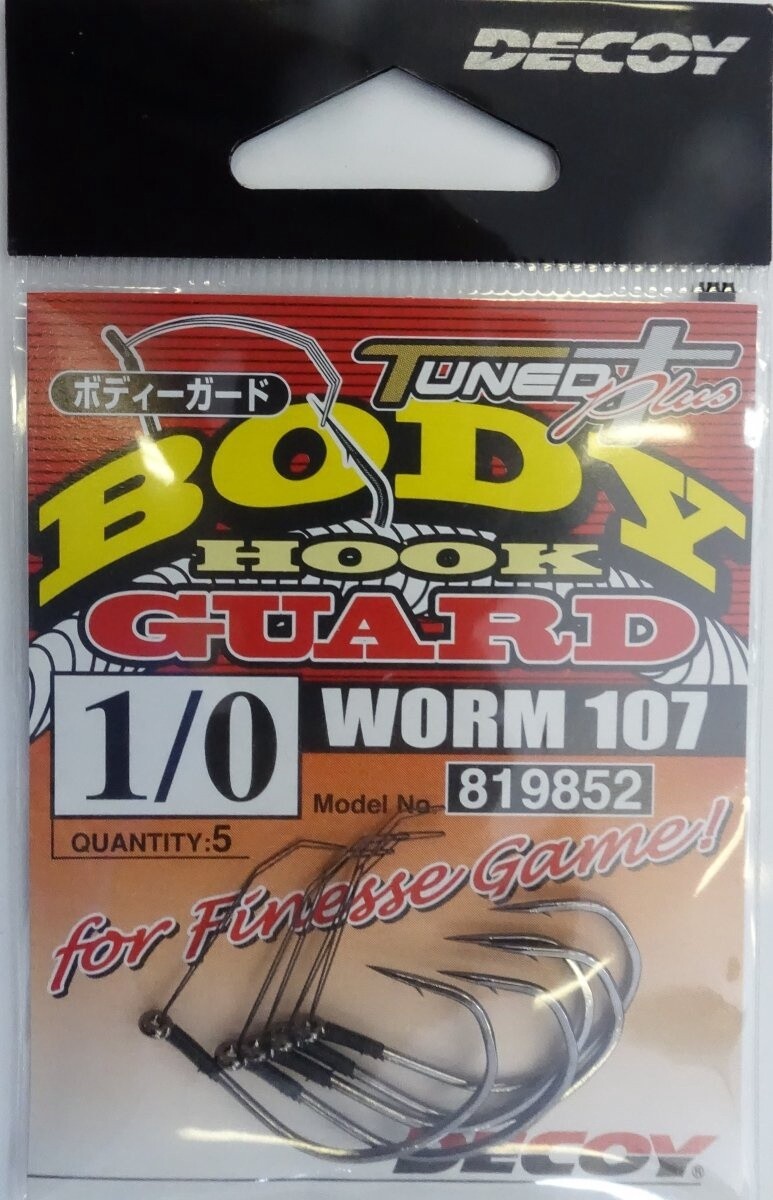 DECOY
ボディーガード
TUNED Plus
BODY
HOOK
GUARD
1/0
WORM 107
Model No. 819852
QUANTITY:5
for Finesse Game!
DECOY®